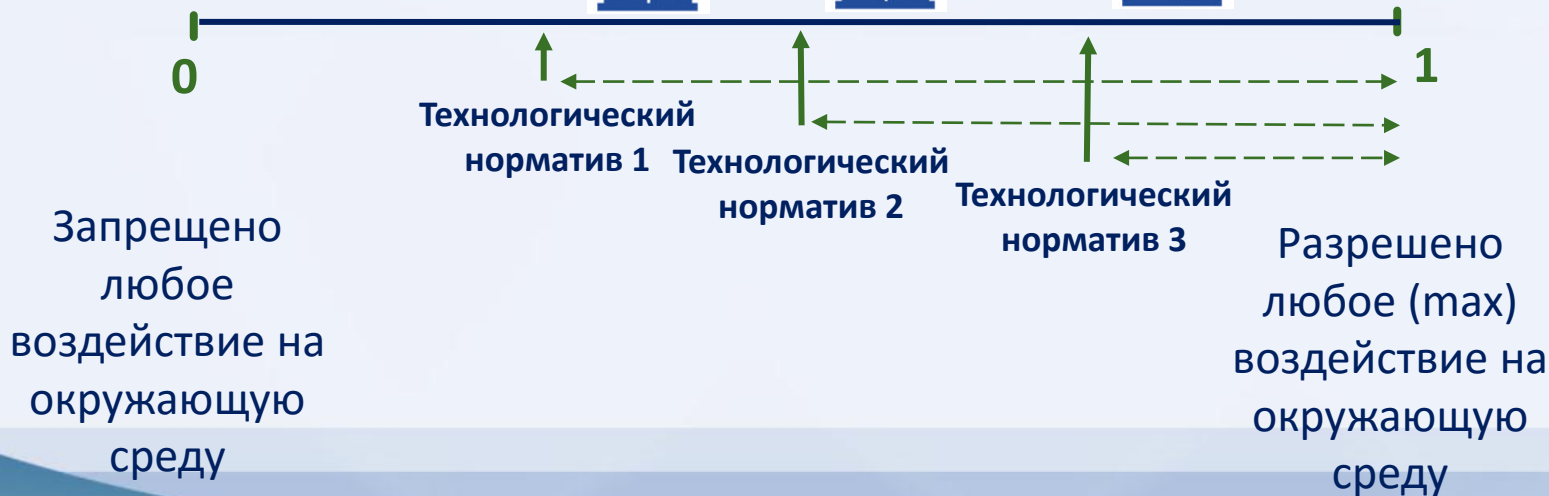 0
1
Технологический
норматив 1
Технологический
норматив 2
Технологический
норматив 3
Запрещено
любое
воздействие на
окружающую
среду
Разрешено
любое (max)
воздействие на
окружающую
среду